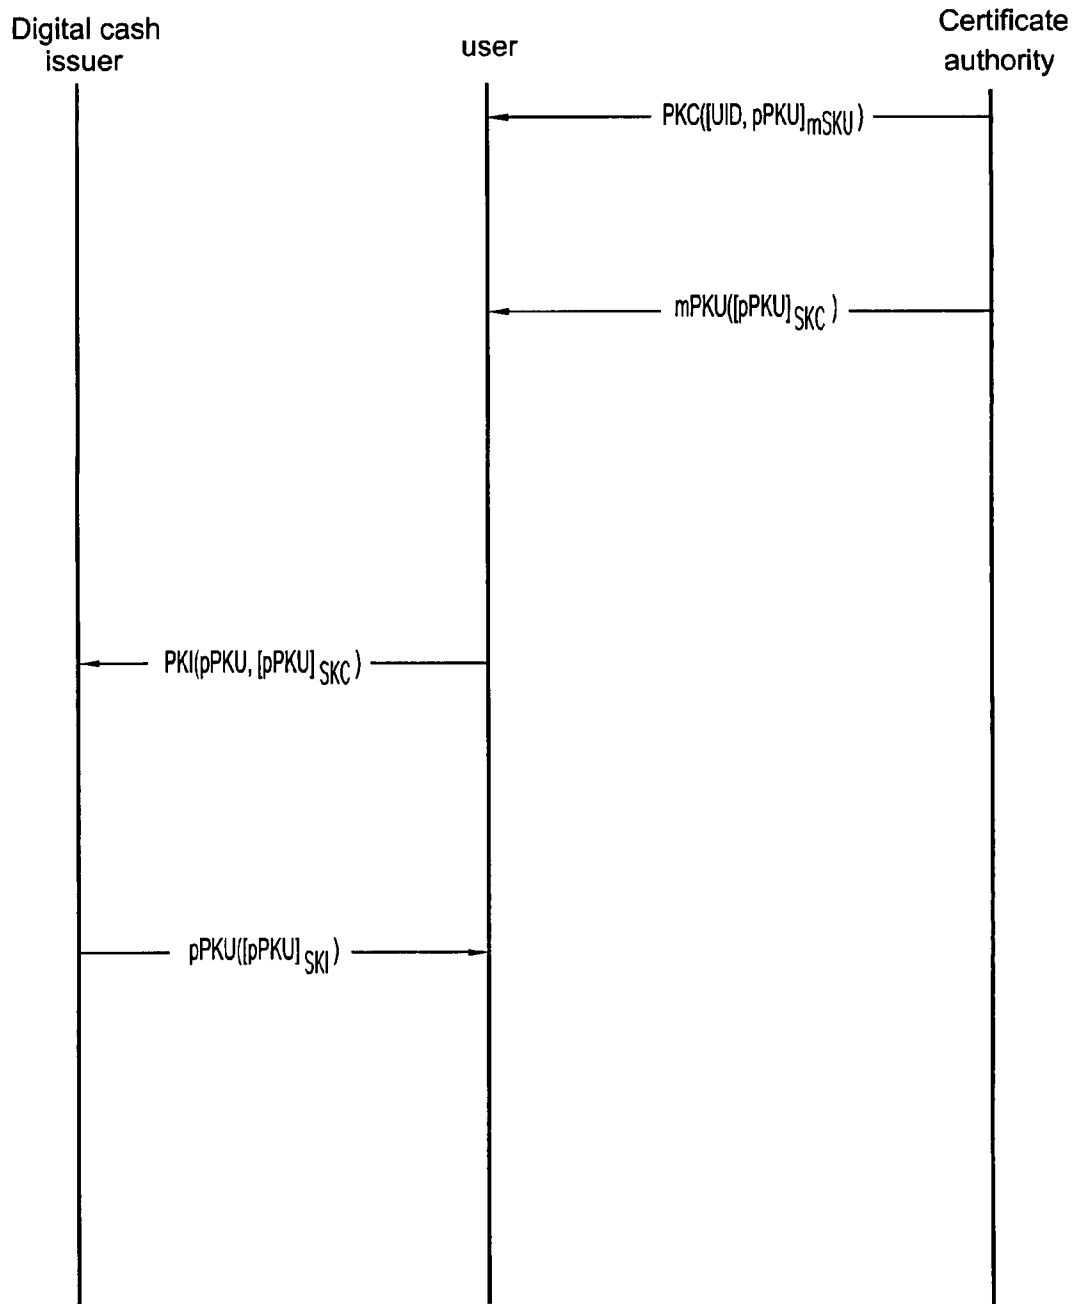 Digital cash
issuer
user
Certificate
authority
PKC([UID, pPKU]mSKU)
mPKU([pPKU]SKC)
PKI(pPKU, [pPKU]SKC)
pPKU([pPKU]SKI)